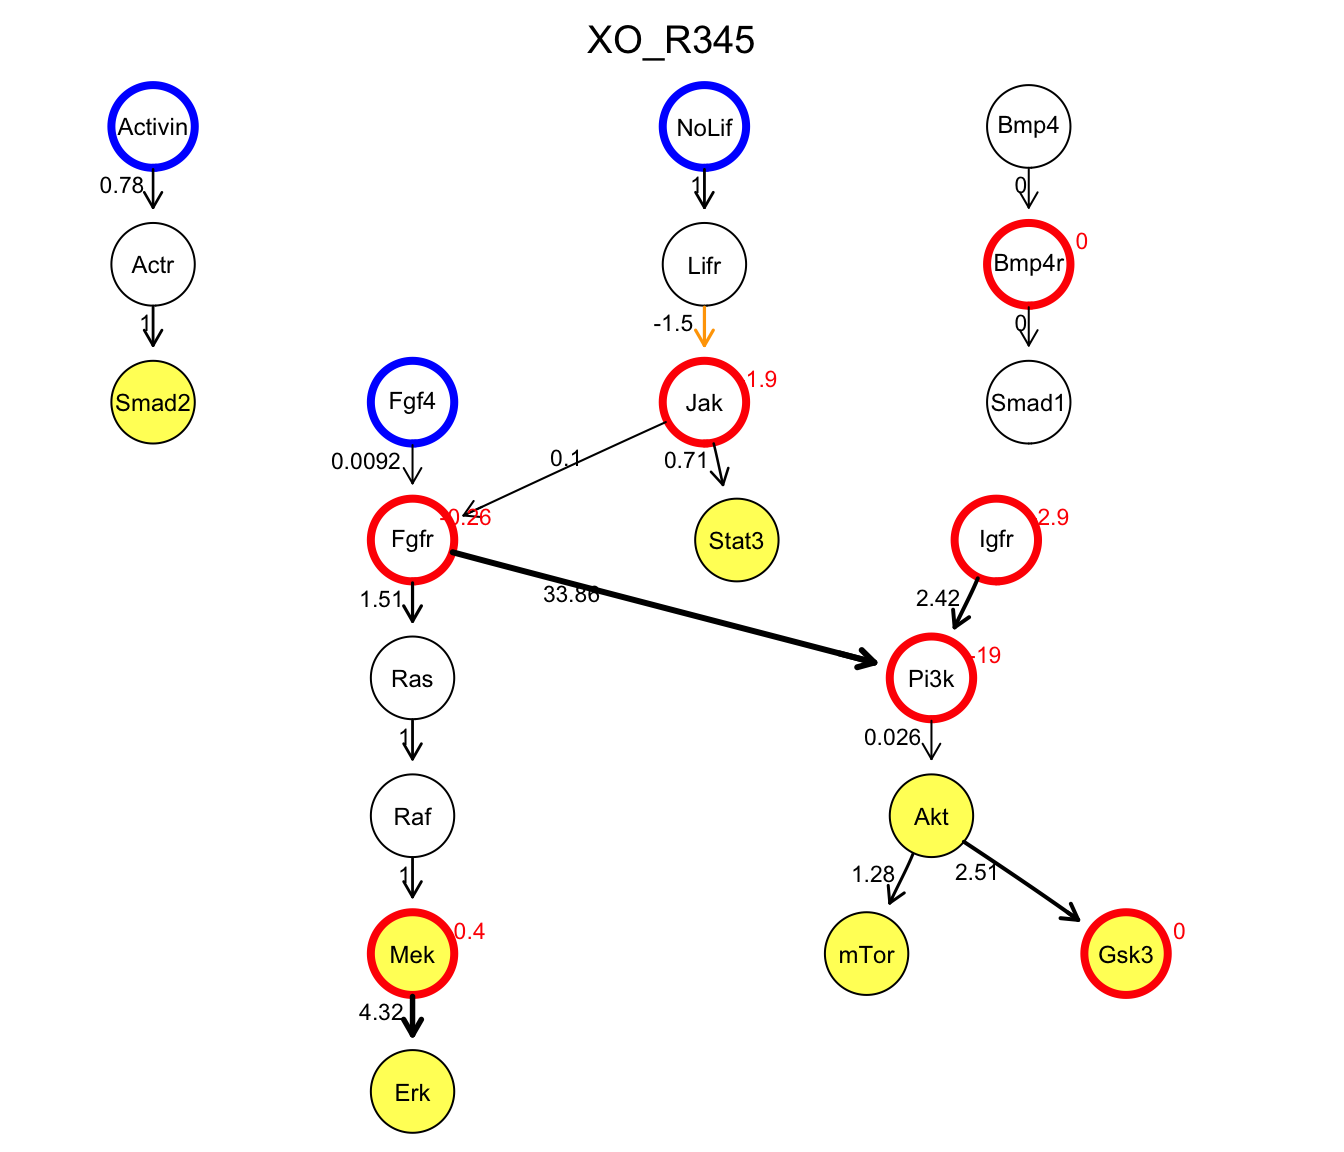 XO_R345
Activin
NoLif
Bmp4
0.78
1
0
Actr
Lifr
Bmp4r
0
1
-1.5
0
Smad2
Fgf4
Jak
1.9
Smad1
0.0092
0.1
0.71
Fgfr
-0.26
Stat3
Igfr
2.9
1.51
33.86
2.42
Ras
Pi3k
-19
1
0.026
Raf
Akt
1
1.28
2.51
Mek
0.4
mTor
Gsk3
0
4.32
Erk